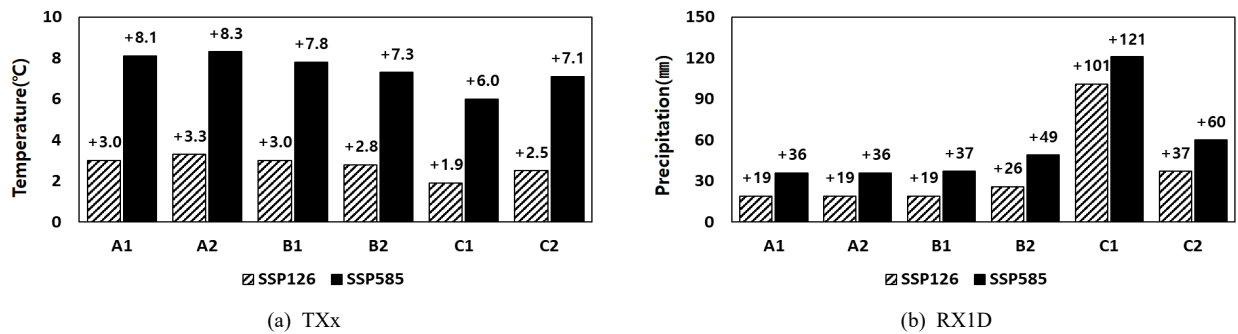 Temperature(℃)
10
8
6
4
2
0
+3.0 +8.1 +3.3 +8.3 +3.0 +7.8 +2.8 +7.3 +1.9 +6.0 +2.5 +7.1
A1 A2 B1 B2 C1 C2
SSP126 SSP585
(a) TXx
Precipitation(㎜)
150
120
90
60
30
0
+19 +36 +19 +36 +19 +37 +26 +49 +101 +121 +37 +60
A1 A2 B1 B2 C1 C2
SSP126 SSP585
(b) RX1D